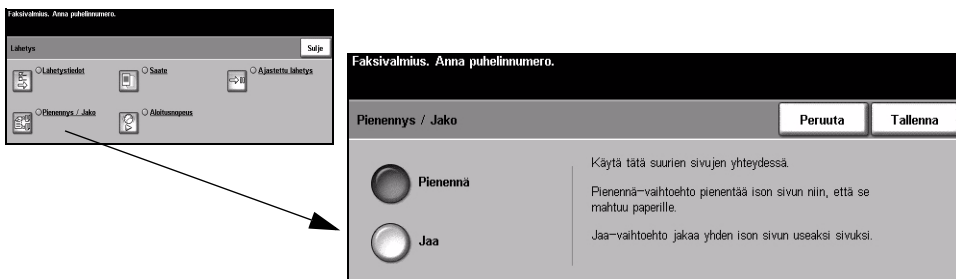 Faksivalmius. Anna puhelinnumero.
Lähetys
Sulje
Lähetystiedot
Saate
Ajastettu lähetys
Pienennys / Jako
Aloitusnopeus
Faksivalmius. Anna puhelinnumero.
Pienennys / Jako
Peruuta
Tallenna
Pienennä
Jaa
Käytä tätä suurien sivujen yhteydessä.
Pienennä-vaihtoehto pienentää ison sivun niin, että se
mahtuu paperille.
Jaa-vaihtoehto jakaa yhden ison sivun useaksi sivuksi.